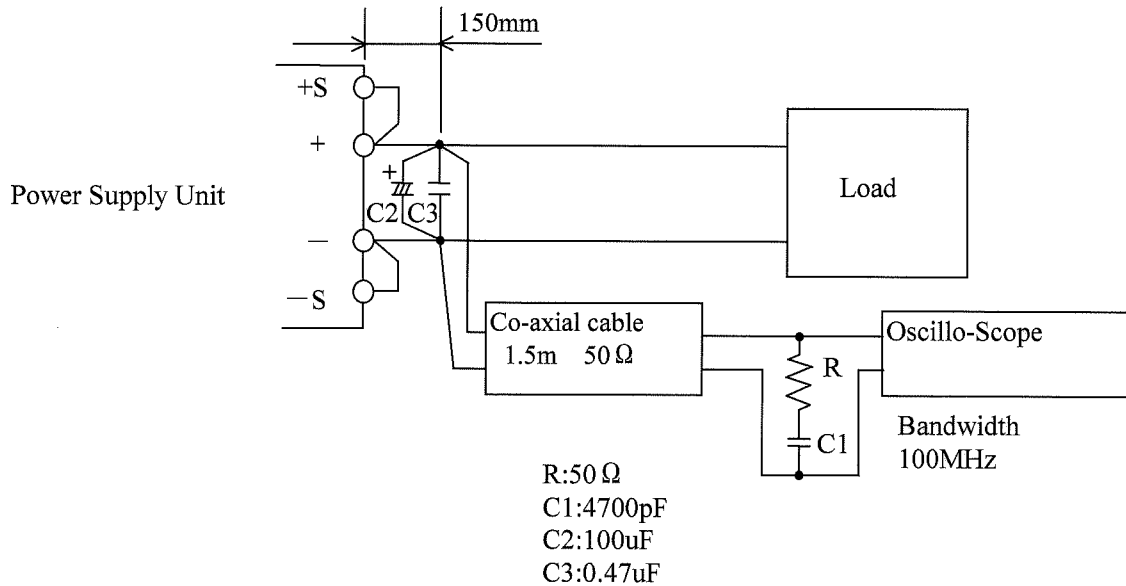 150mm
+S
+
Power Supply Unit
−
−S
+
C2 C3
Load
Co-axial cable
1.5m 50Ω
R
C1
Oscillo-Scope
Bandwidth
100MHz
R:50Ω
C1:4700pF
C2:100uF
C3:0.47uF